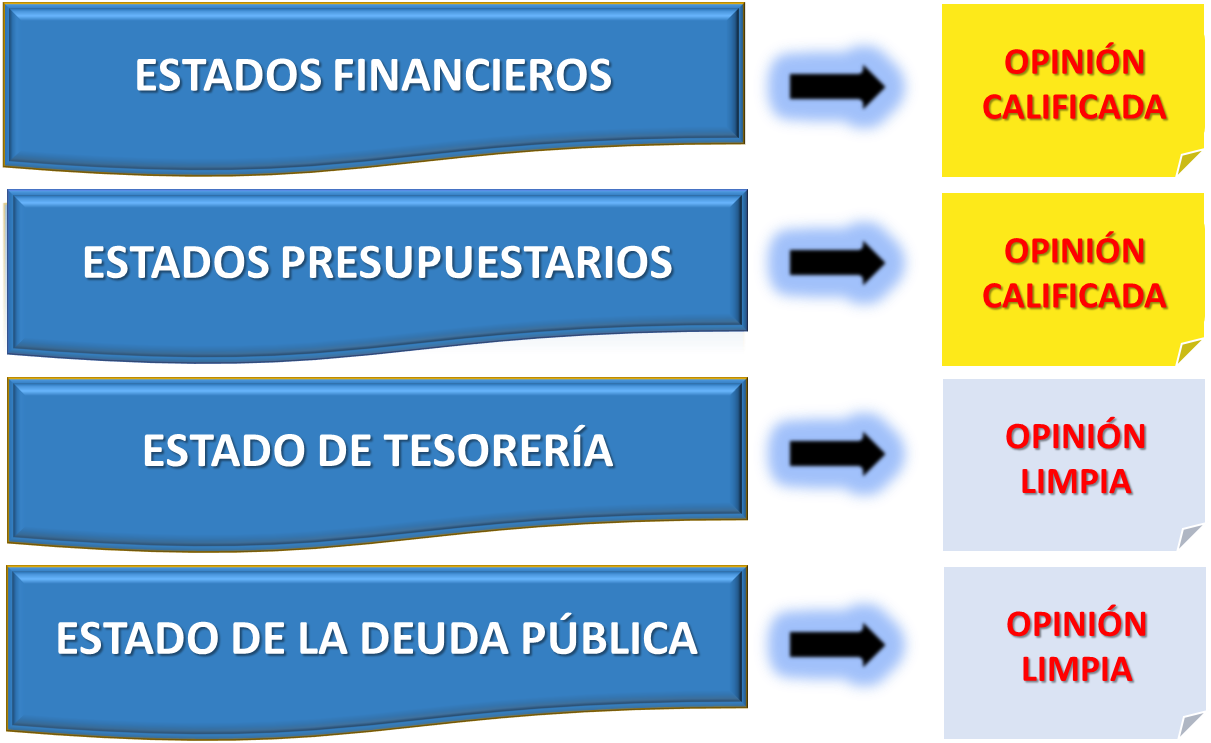 ESTADOS FINANCIEROS
OPINIÓN
CALIFICADA
ESTADOS PRESUPUESTARIOS
OPINIÓN
CALIFICADA
ESTADO DE TESORERÍA
OPINIÓN
LIMPIA
ESTADO DE LA DEUDA PÚBLICA
OPINIÓN
LIMPIA